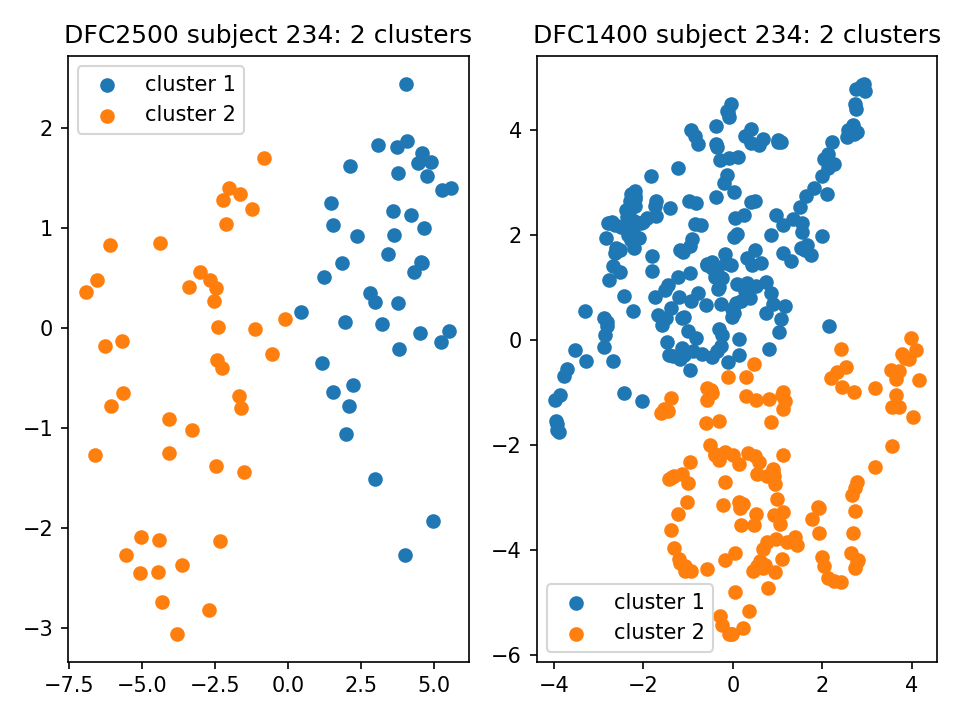 DFC2500 subject 234: 2 clusters
cluster 1
cluster 2
2
1
0
−1
−2
−3
−7.5 −5.0 −2.5 0.0 2.5 5.0
DFC1400 subject 234: 2 clusters
4
2
0
−2
−4
−6
cluster 1
cluster 2
−4 −2 0 2 4